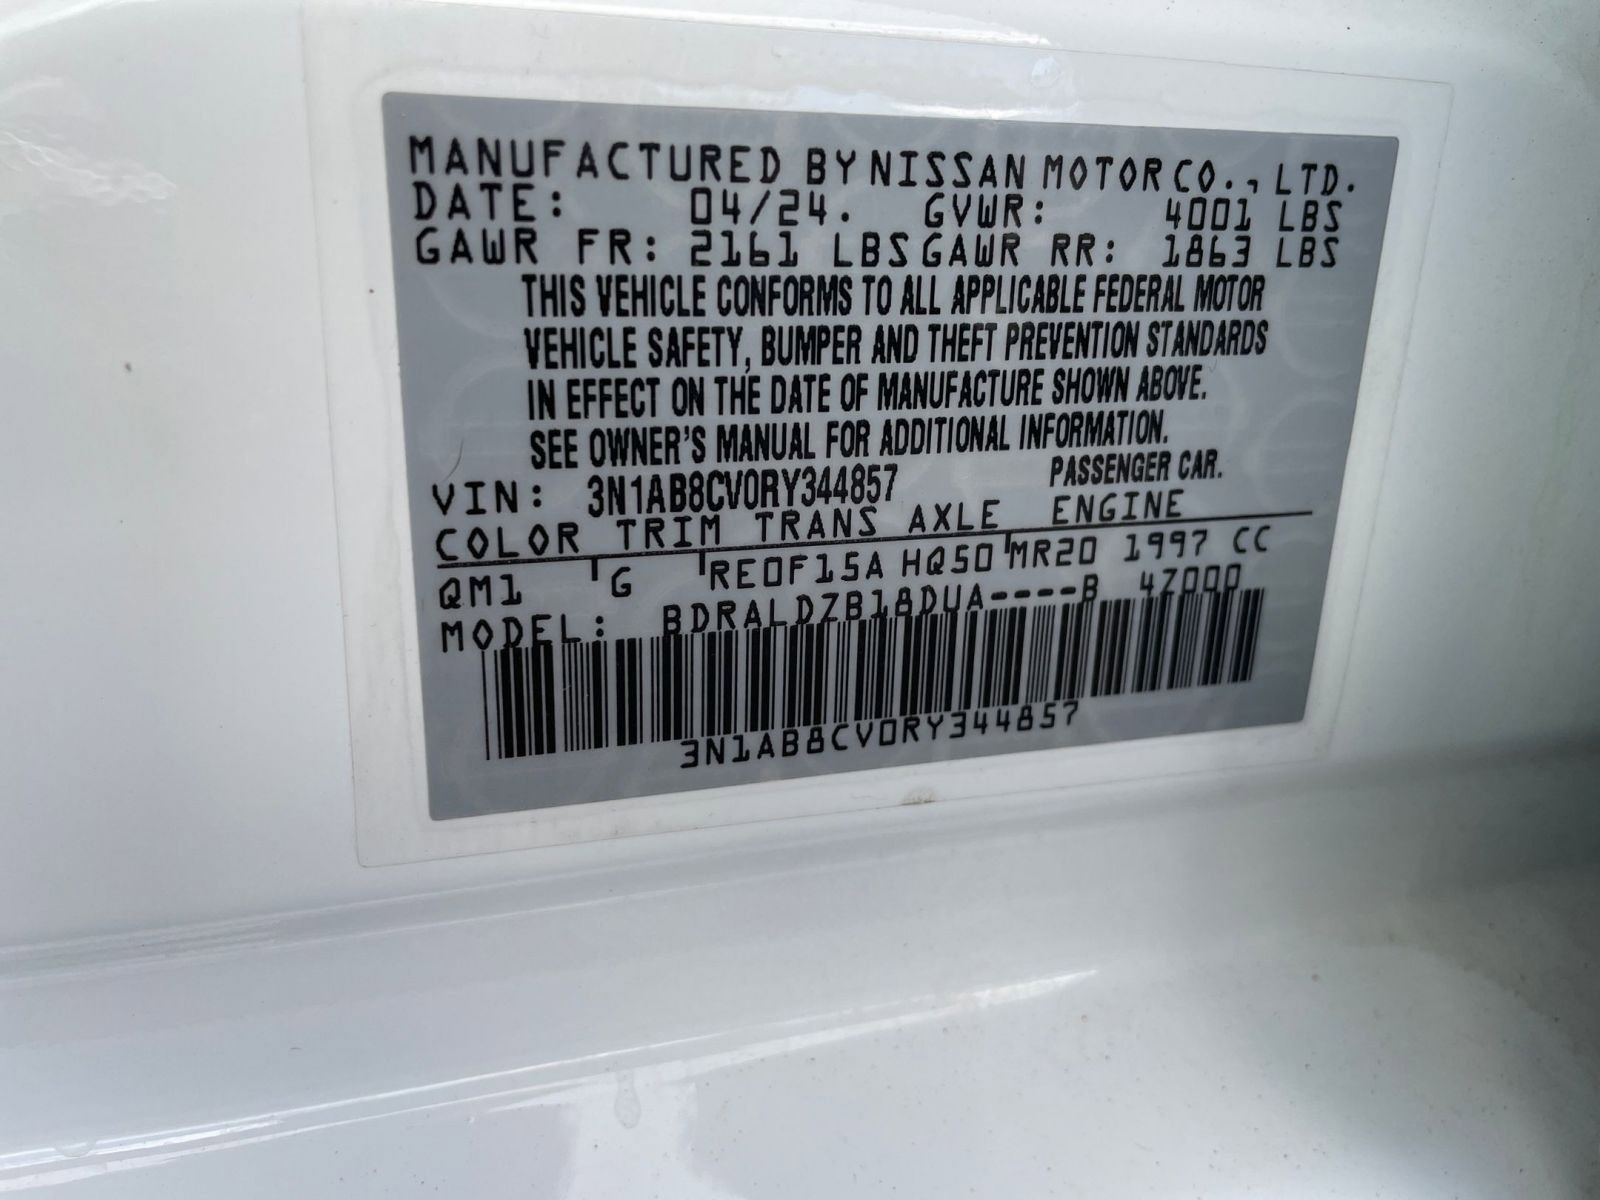 MANUFACTURED BY NISSAN MOTOR CO., LTD.
DATE: 04/24. GVWR: 4001 LBS
GAWR FR: 2161 LBS GAWR RR: 1863 LBS
THIS VEHICLE CONFORMS TO ALL APPLICABLE FEDERAL MOTOR
VEHICLE SAFETY, BUMPER AND THEFT PREVENTION STANDARDS
IN EFFECT ON THE DATE OF MANUFACTURE SHOWN ABOVE.
SEE OWNER'S MANUAL FOR ADDITIONAL INFORMATION.
VIN: 3N1AB8CV0RY344857 PASSENGER CAR.
COLOR TRIM TRANS AXLE ENGINE
QM1 G RE0F15A HQ50 MR20 1997 CC
MODEL: BDRALDZB18DUA----B 4Z000
3N1AB8CV0RY344857